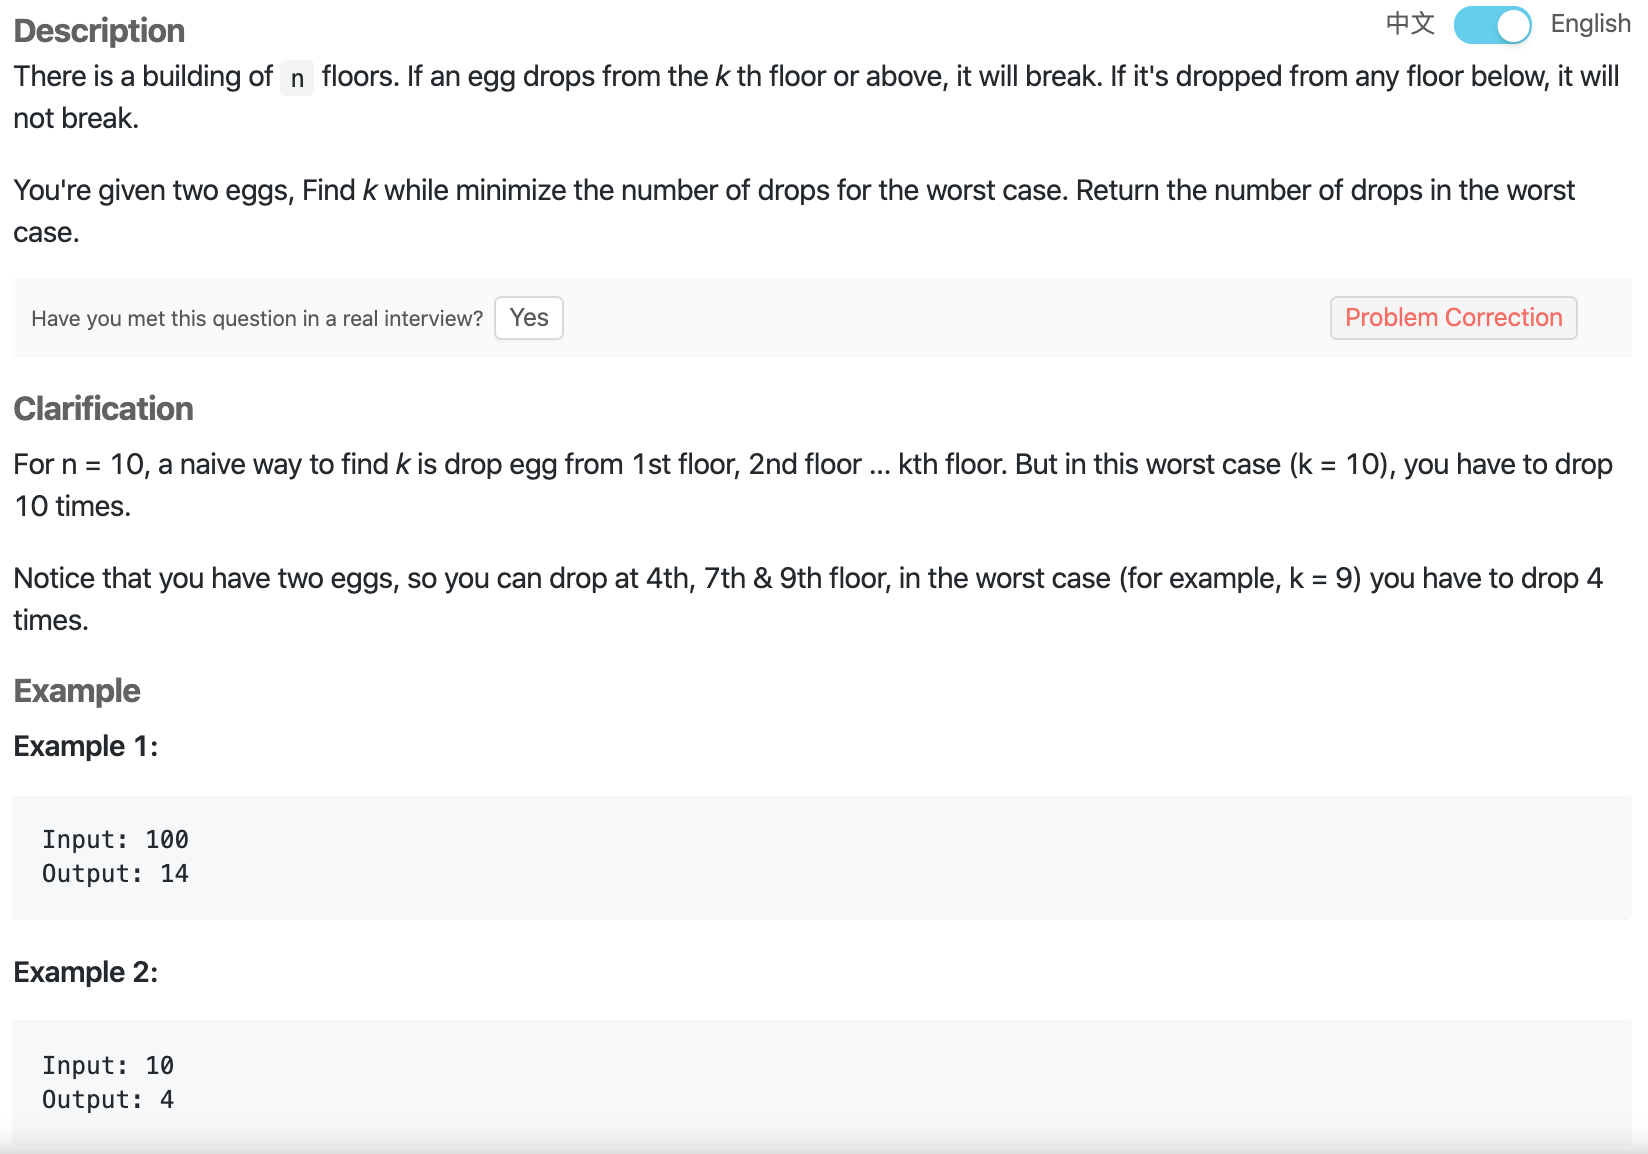 Description
中文 English
There is a building of n floors. If an egg drops from the k th floor or above, it will break. If it's dropped from any floor below, it will
not break.
You're given two eggs, Find k while minimize the number of drops for the worst case. Return the number of drops in the worst
case.
Have you met this question in a real interview? Yes
Problem Correction
Clarification
For n = 10, a naive way to find k is drop egg from 1st floor, 2nd floor ... kth floor. But in this worst case (k = 10), you have to drop
10 times.
Notice that you have two eggs, so you can drop at 4th, 7th & 9th floor, in the worst case (for example, k = 9) you have to drop 4
times.
Example
Example 1:
Input: 100
Output: 14
Example 2:
Input: 10
Output: 4